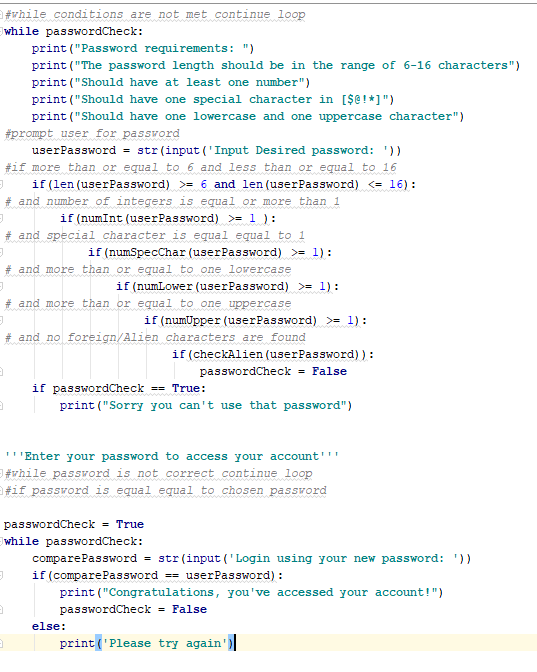 #while conditions are not met continue loop
while passwordCheck:
    print("Password requirements: ")
    print("The password length should be in the range of 6-16 characters")
    print("Should have at least one number")
    print("Should have one special character in [$@!*]")
    print("Should have one lowercase and one uppercase character")
#prompt user for password
    userPassword = str(input('Input Desired password: '))
#if more than or equal to 6 and less than or equal to 16
    if(len(userPassword) >= 6 and len(userPassword) <= 16):
# and number of integers is equal or more than 1
        if(numInt(userPassword) >= 1 ):
# and special character is equal equal to 1
            if(numSpecChar(userPassword) >= 1):
# and more than or equal to one lowercase
                if(numLower(userPassword) >= 1):
# and more than or equal to one uppercase
                    if(numUpper(userPassword) >= 1):
# and no foreign/Alien characters are found
                        if(checkAlien(userPassword)):
                            passwordCheck = False
    if passwordCheck == True:
        print("Sorry you can't use that password")
'''Enter your password to access your account'''
#while password is not correct continue loop
#if password is equal equal to chosen password
passwordCheck = True
while passwordCheck:
    comparePassword = str(input('Login using your new password: '))
    if(comparePassword == userPassword):
        print("Congratulations, you've accessed your account!")
        passwordCheck = False
    else:
        print('Please try again')